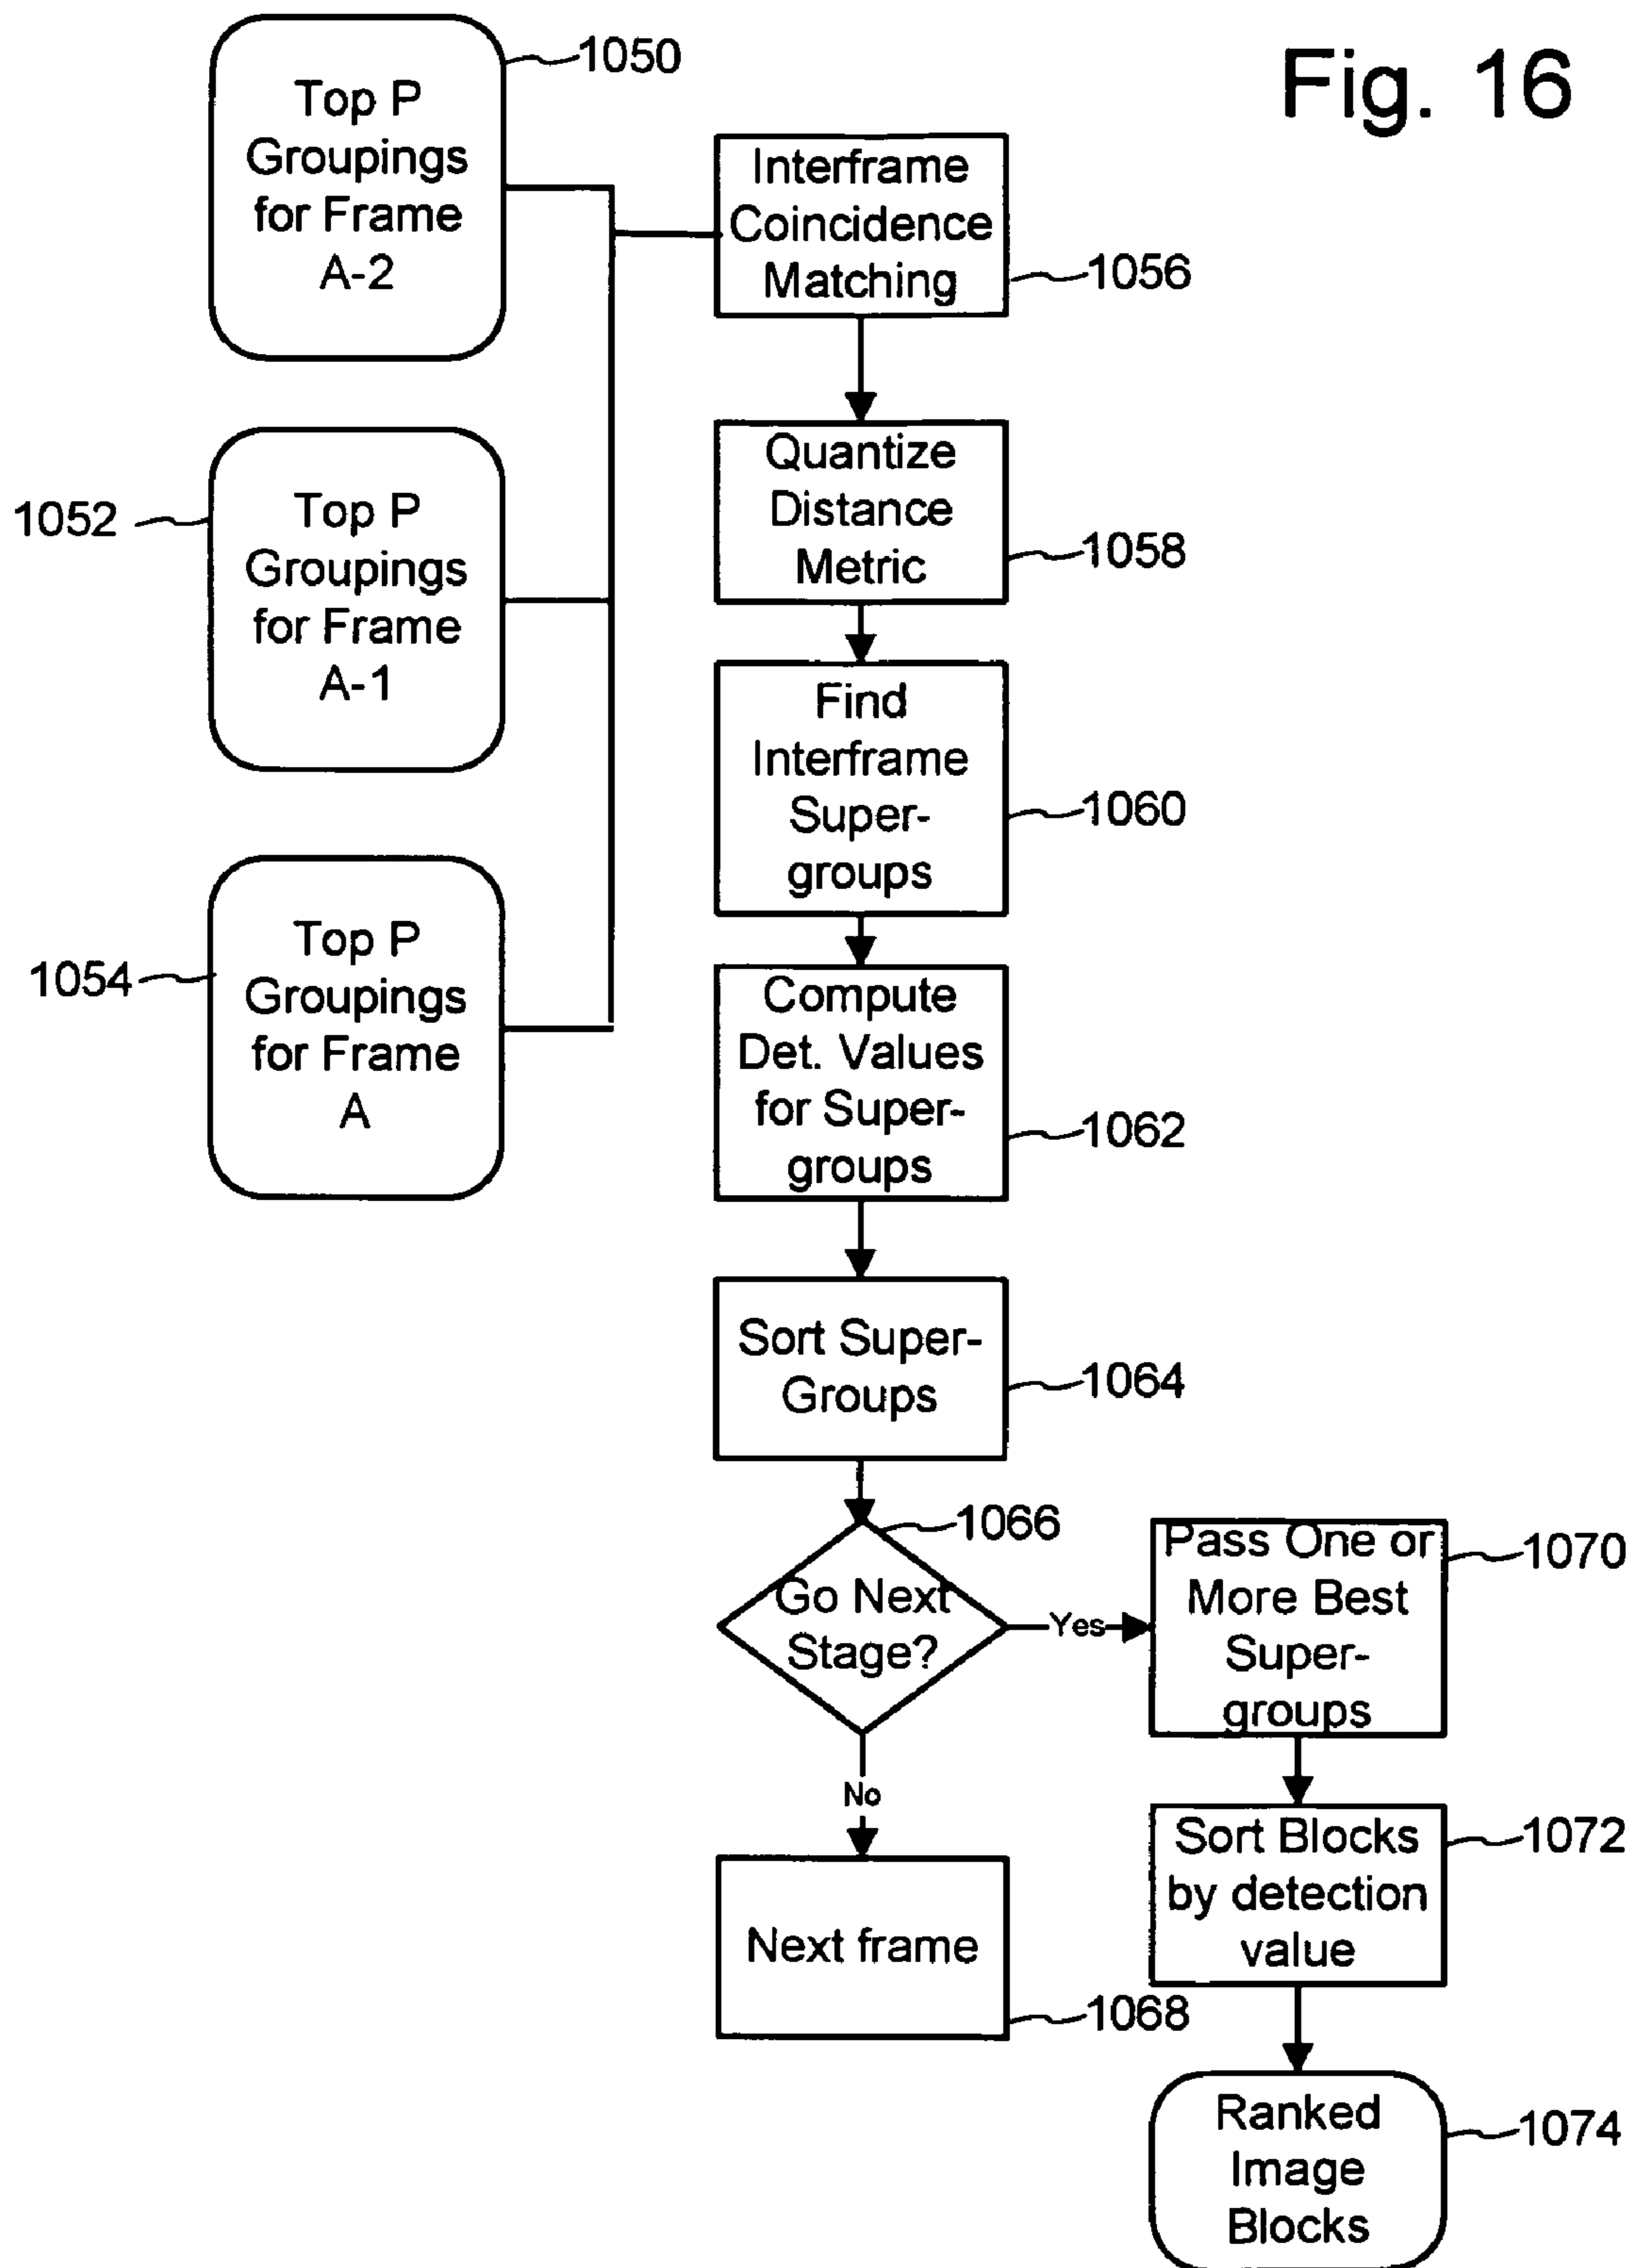 Fig. 16
Top P
Groupings
for Frame
A-2
1050
Top P
Groupings
for Frame
A-1
1052
Top P
Groupings
for Frame
A
1054
Interframe
Coincidence
Matching
1056
Quantize
Distance
Metric
1058
Find
Interframe
Super-
groups
1060
Compute
Det. Values
for Super-
groups
1062
Sort Super-
Groups
1064
1066
Go Next
Stage?
Yes
No
Next frame
1068
Pass One or
More Best
Super-
groups
1070
Sort Blocks
by detection
value
1072
Ranked
Image
Blocks
1074